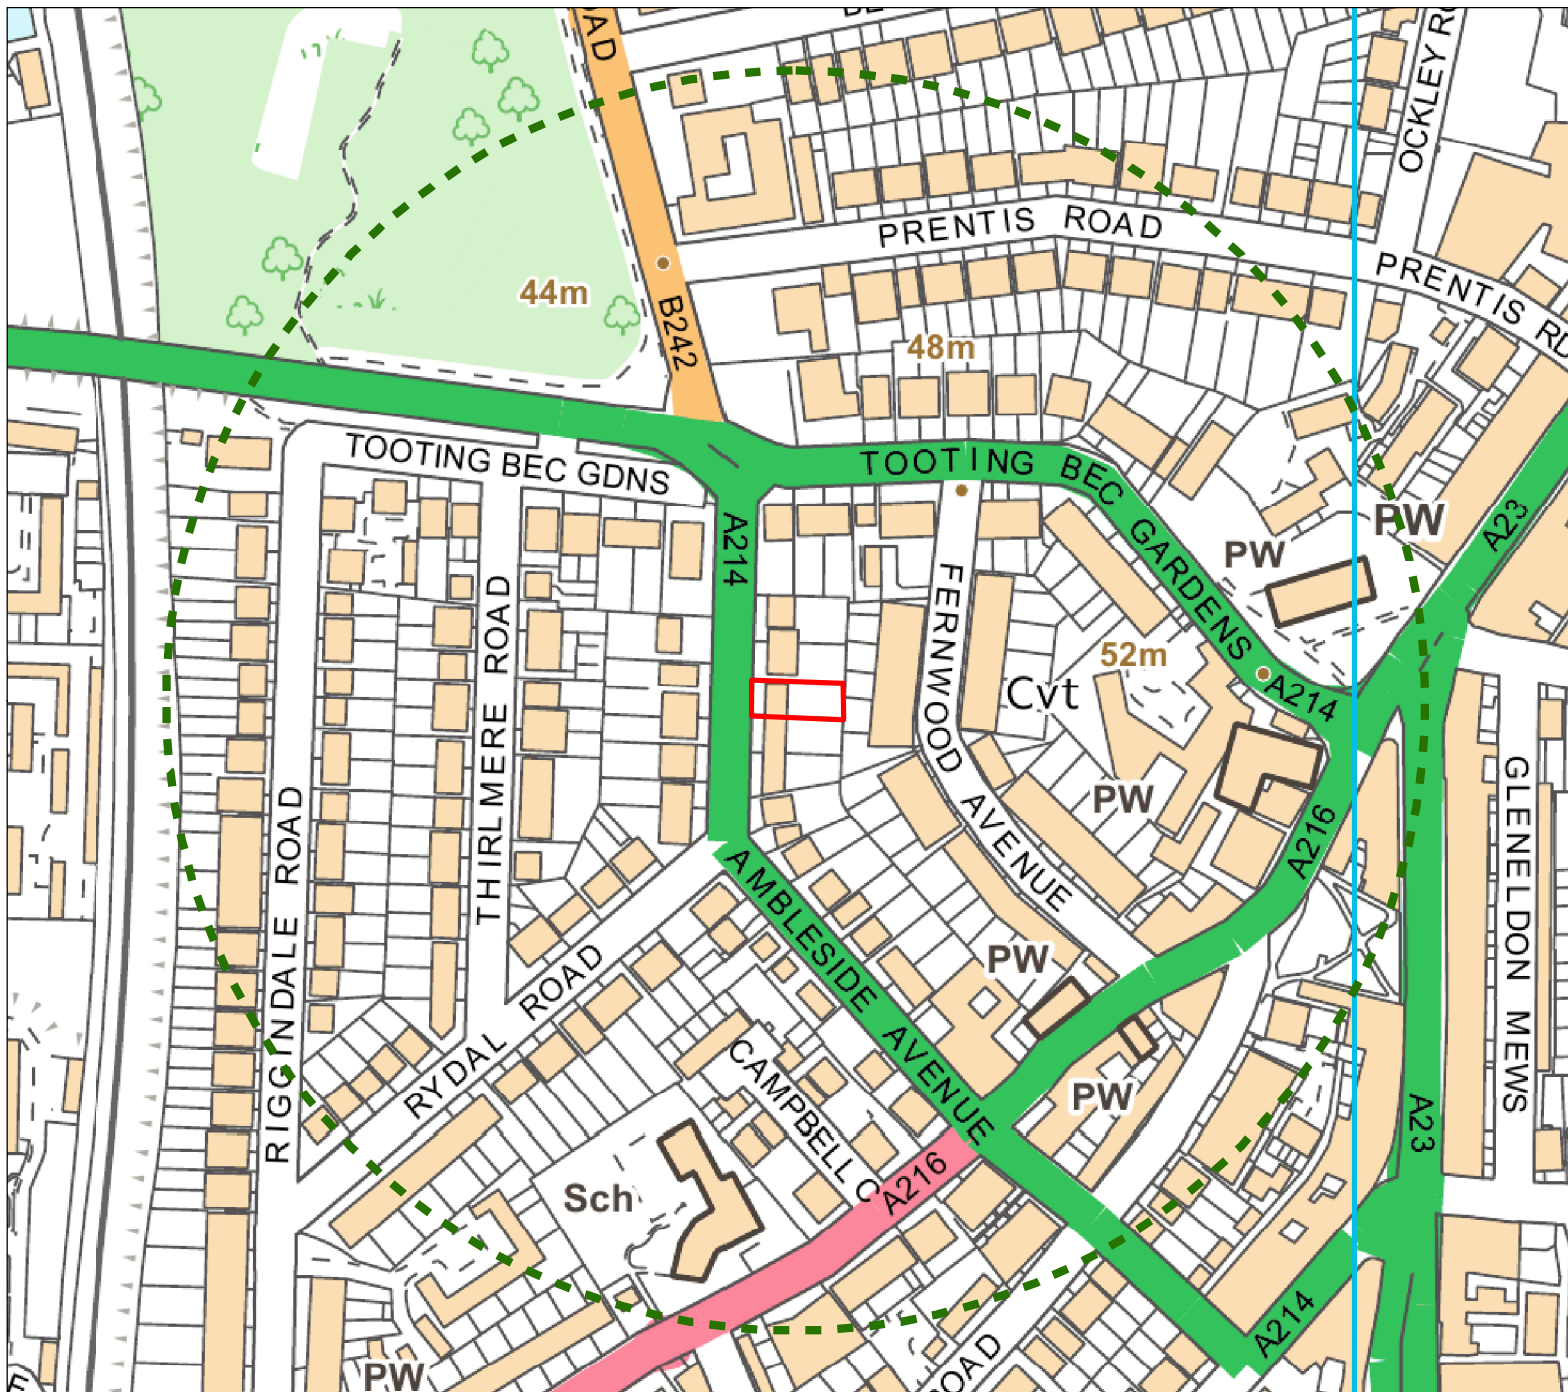 OAD
OCKLEY RO
PRENTIS ROAD
PRENTIS RD
44m
B242
48m
TOOTING BEC GDNS
TOOTING BEC GARDENS
A23
PW
PW
A214
FERNWOOD AVENUE
THIRLMERE ROAD
52m
Cvt
A214
PW
A216
GLENELDON MEWS
RIGGINDALE ROAD
AMBLESIDE AVENUE
PW
RYDAL ROAD
CAMPBELL C
PW
A23
Sch
A216
A214
PW
ROAD